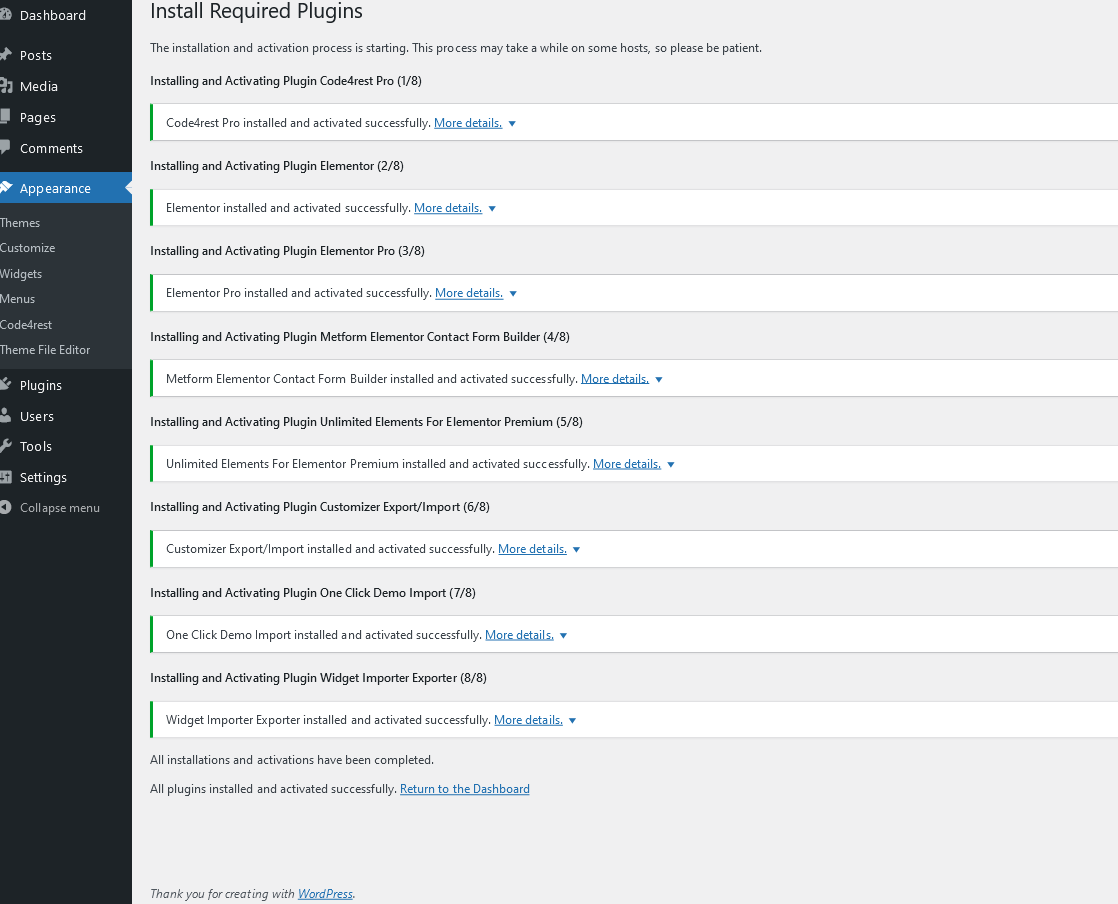 Install Required Plugins
Dashboard
Posts
Media
Pages
Comments
Appearance
Themes
Customize
Widgets
Menus
Code4rest
Theme File Editor
Plugins
Users
Tools
Settings
Collapse menu
The installation and activation process is starting. This process may take a while on some hosts, so please be patient.
Installing and Activating Plugin Code4rest Pro (1/8)
Code4rest Pro installed and activated successfully. More details.
Installing and Activating Plugin Elementor (2/8)
Elementor installed and activated successfully. More details.
Installing and Activating Plugin Elementor Pro (3/8)
Elementor Pro installed and activated successfully. More details.
Installing and Activating Plugin Metform Elementor Contact Form Builder (4/8)
Metform Elementor Contact Form Builder installed and activated successfully. More details.
Installing and Activating Plugin Unlimited Elements For Elementor Premium (5/8)
Unlimited Elements For Elementor Premium installed and activated successfully. More details.
Installing and Activating Plugin Customizer Export/Import (6/8)
Customizer Export/Import installed and activated successfully. More details.
Installing and Activating Plugin One Click Demo Import (7/8)
One Click Demo Import installed and activated successfully. More details.
Installing and Activating Plugin Widget Importer Exporter (8/8)
Widget Importer Exporter installed and activated successfully. More details.
All installations and activations have been completed.
All plugins installed and activated successfully. Return to the Dashboard
Thank you for creating with WordPress.